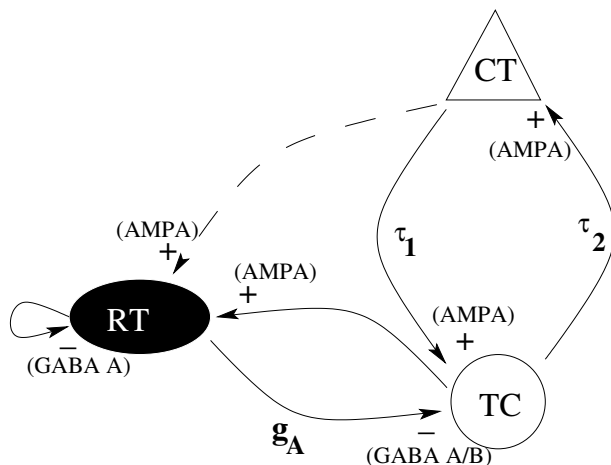 CT
+
(AMPA)
τ1
τ2
(AMPA)
+
(AMPA)
+
(AMPA)
+
RT
−
(GABA A)
TC
gA
−
(GABA A/B)